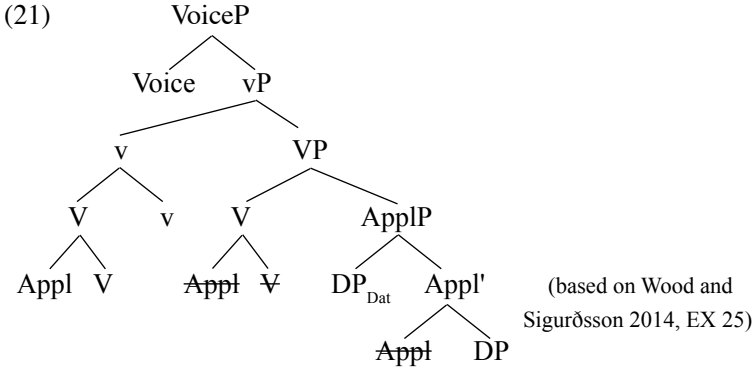 (21) VoiceP
Voice vP
v VP
V v V ApplP
Appl V Appl V DP_Dat Appl' (based on Wood and
Sigurðsson 2014, EX 25)
Appl DP